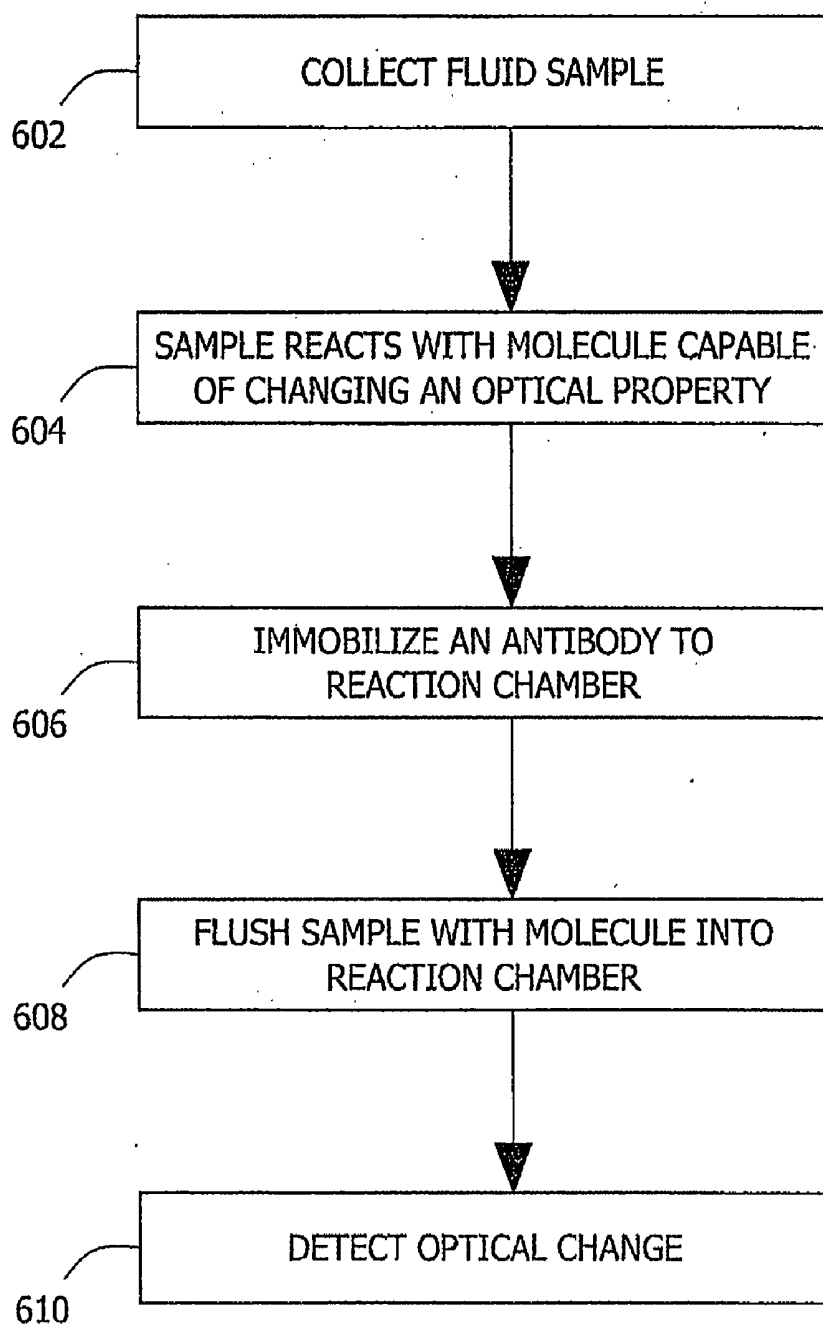 COLLECT FLUID SAMPLE
602
SAMPLE REACTS WITH MOLECULE CAPABLE
OF CHANGING AN OPTICAL PROPERTY
604
IMMOBILIZE AN ANTIBODY TO
REACTION CHAMBER
606
FLUSH SAMPLE WITH MOLECULE INTO
REACTION CHAMBER
608
DETECT OPTICAL CHANGE
610